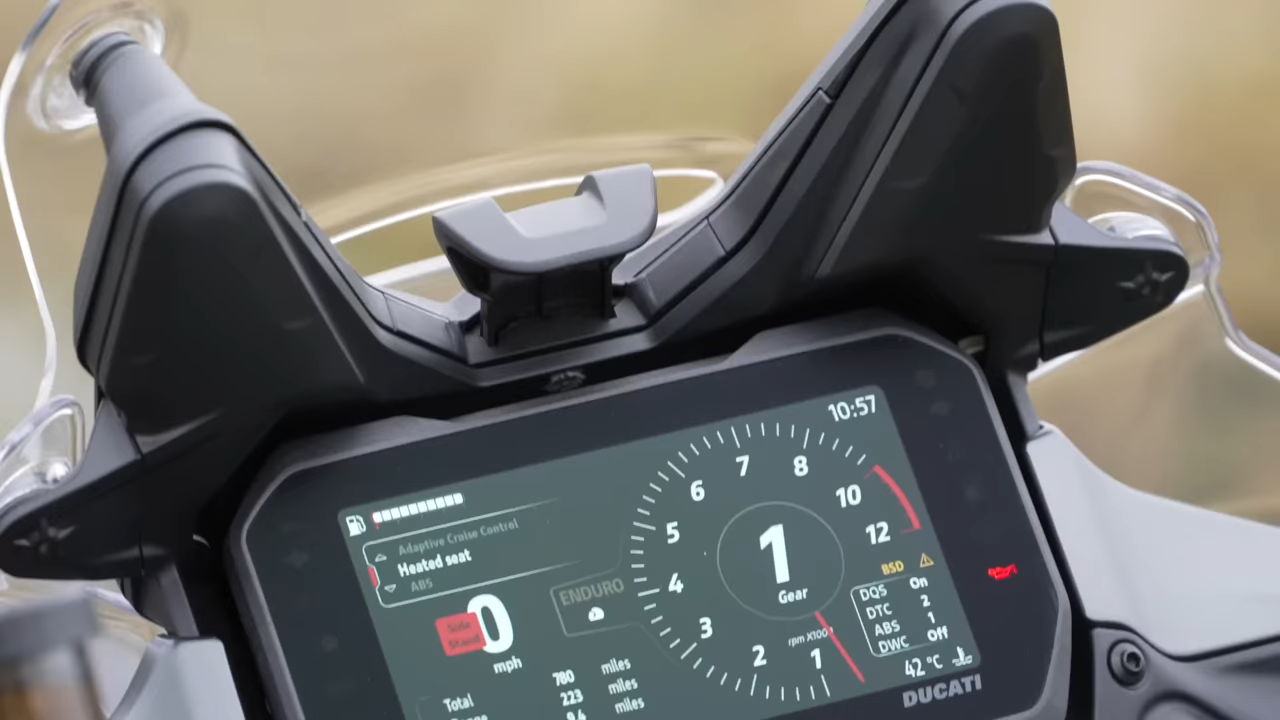 10:57
Adaptive Cruise Control
Heated seat
ABS
Side
Stand
0
mph
ENDURO
Total 780 miles
223 miles
9.4 miles
1 2 3 4 5 6 7 8 10 12
1
Gear
BSD
DQS On
DTC 2
ABS 1
DWC Off
42 °C
DUCATI